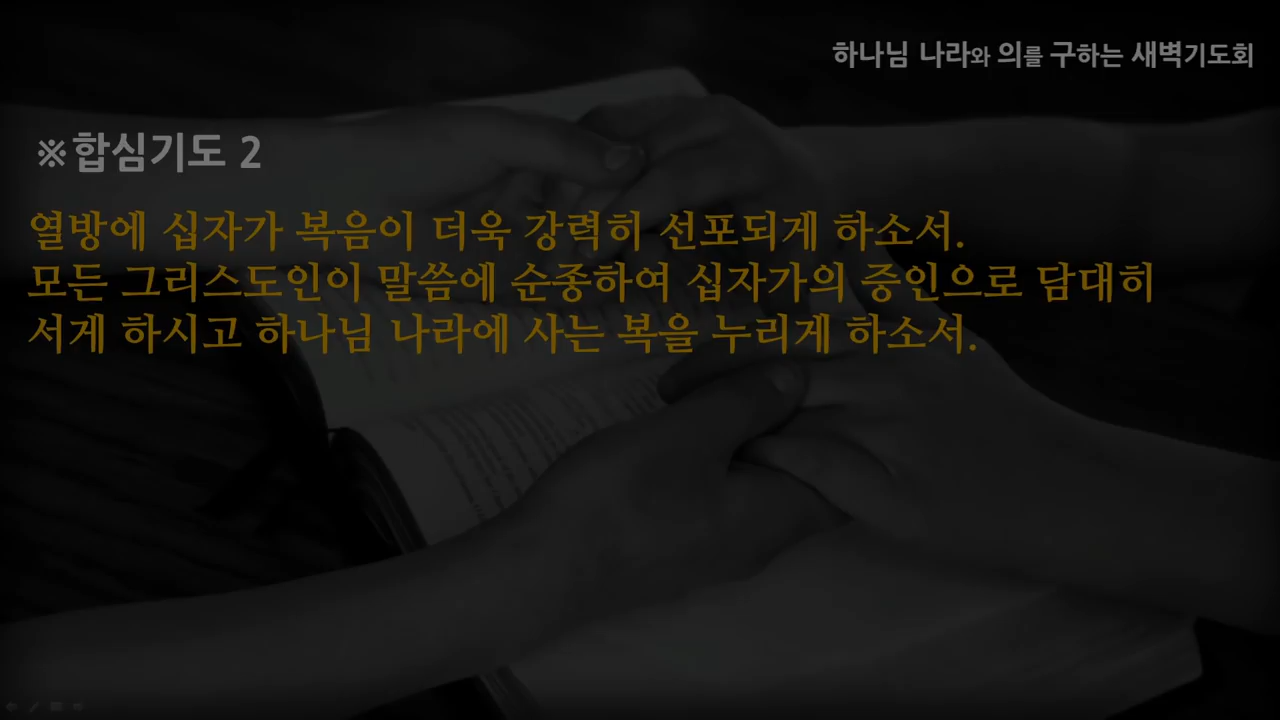 하나님 나라와 의를 구하는 새벽기도회
※합심기도 2
열방에 십자가 복음이 더욱 강력히 선포되게 하소서.
모든 그리스도인이 말씀에 순종하여 십자가의 증인으로 담대히
서게 하시고 하나님 나라에 사는 복을 누리게 하소서.